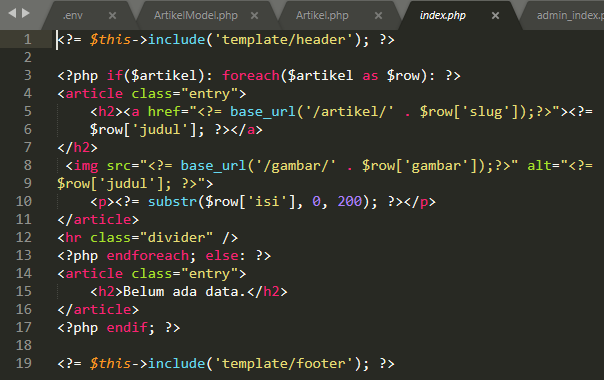 .env ArtikelModel.php Artikel.php index.php admin_index.p
1 <?= $this->include('template/header'); ?>
2
3 <?php if($artikel): foreach($artikel as $row): ?>
4 <article class="entry">
5     <h2><a href="<?= base_url('/artikel/' . $row['slug']);?>"><?=
6     $row['judul']; ?></a>
7 </h2>
8  <img src="<?= base_url('/gambar/' . $row['gambar']);?>" alt="<?=
9 $row['judul']; ?>">
10     <p><?= substr($row['isi'], 0, 200); ?></p>
11 </article>
12 <hr class="divider" />
13 <?php endforeach; else: ?>
14 <article class="entry">
15     <h2>Belum ada data.</h2>
16 </article>
17 <?php endif; ?>
18
19 <?= $this->include('template/footer'); ?>